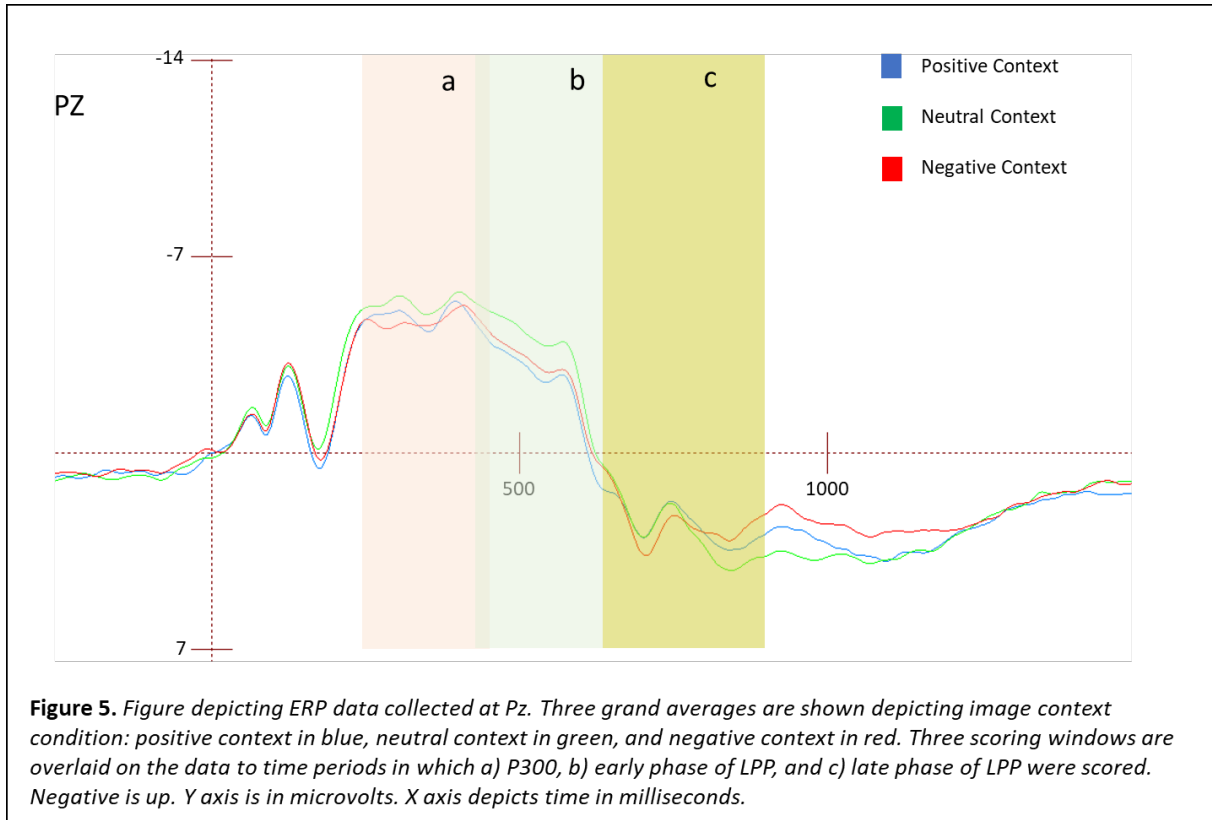 -14
a
b
c
Positive Context
PZ
Neutral Context
Negative Context
-7
500
1000
7
Figure 5. Figure depicting ERP data collected at Pz. Three grand averages are shown depicting image context
condition: positive context in blue, neutral context in green, and negative context in red. Three scoring windows are
overlaid on the data to time periods in which a) P300, b) early phase of LPP, and c) late phase of LPP were scored.
Negative is up. Y axis is in microvolts. X axis depicts time in milliseconds.